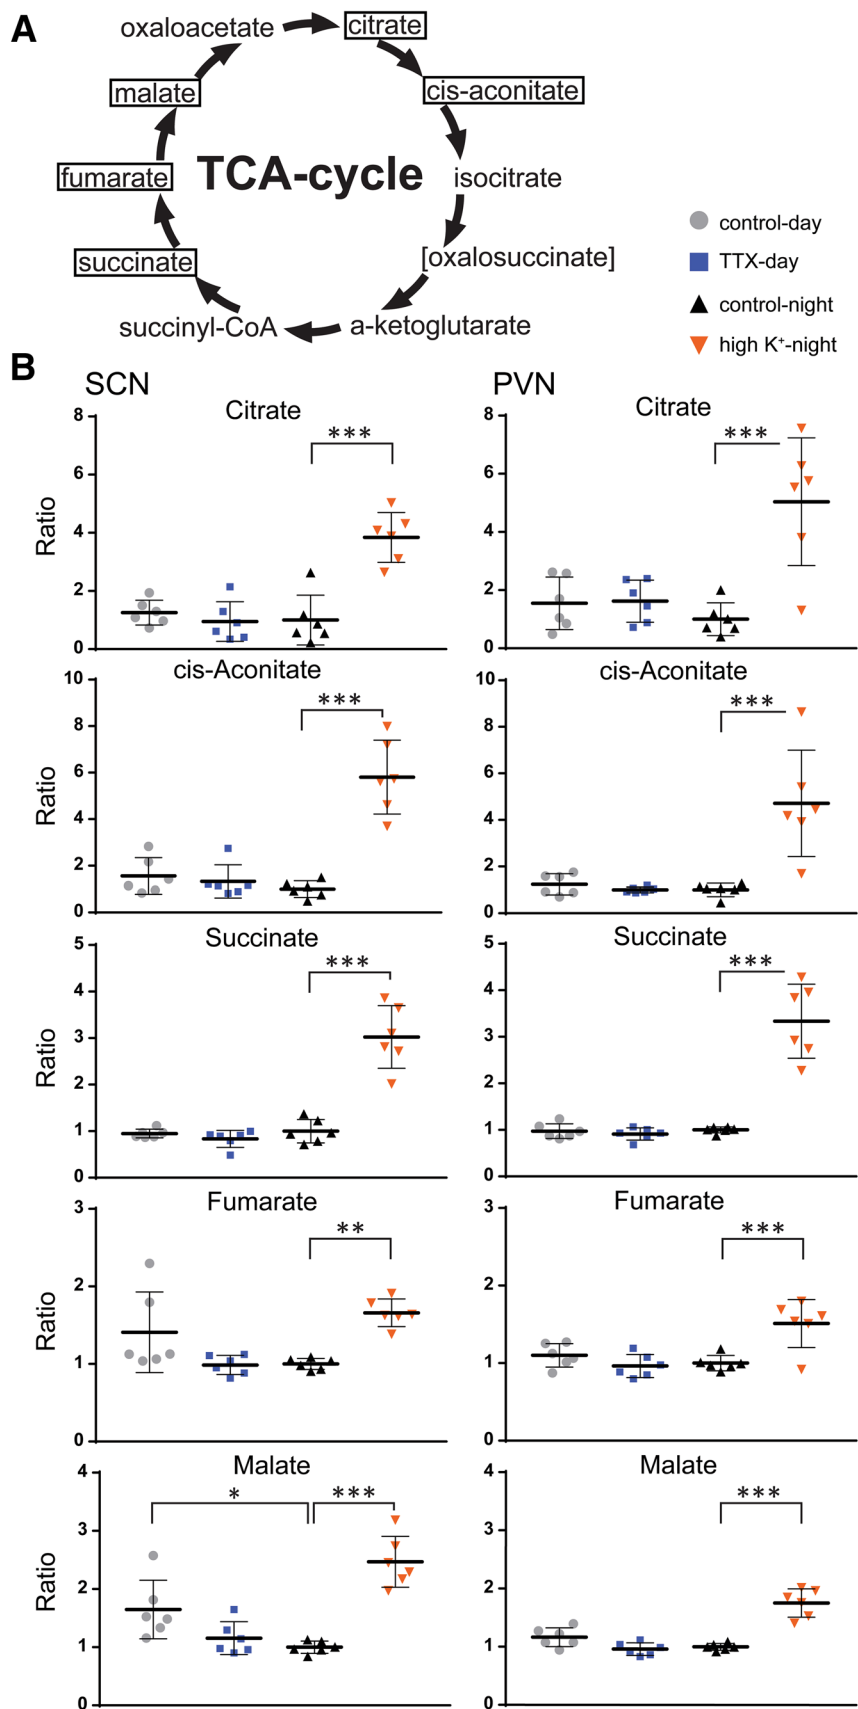 A
oxaloacetate
citrate
malate
cis-aconitate
fumarate
TCA-cycle
isocitrate
succinate
[oxalosuccinate]
succinyl-CoA
a-ketoglutarate
control-day
TTX-day
control-night
high K⁺-night
B
SCN
PVN
Citrate
***
Ratio
8
6
4
2
0
Citrate
***
8
6
4
2
0
cis-Aconitate
***
Ratio
10
8
6
4
2
0
cis-Aconitate
***
10
8
6
4
2
0
Succinate
***
Ratio
5
4
3
2
1
0
Succinate
***
5
4
3
2
1
0
Fumarate
**
Ratio
3
2
1
0
Fumarate
***
3
2
1
0
Malate
*
***
Ratio
4
3
2
1
0
Malate
***
4
3
2
1
0